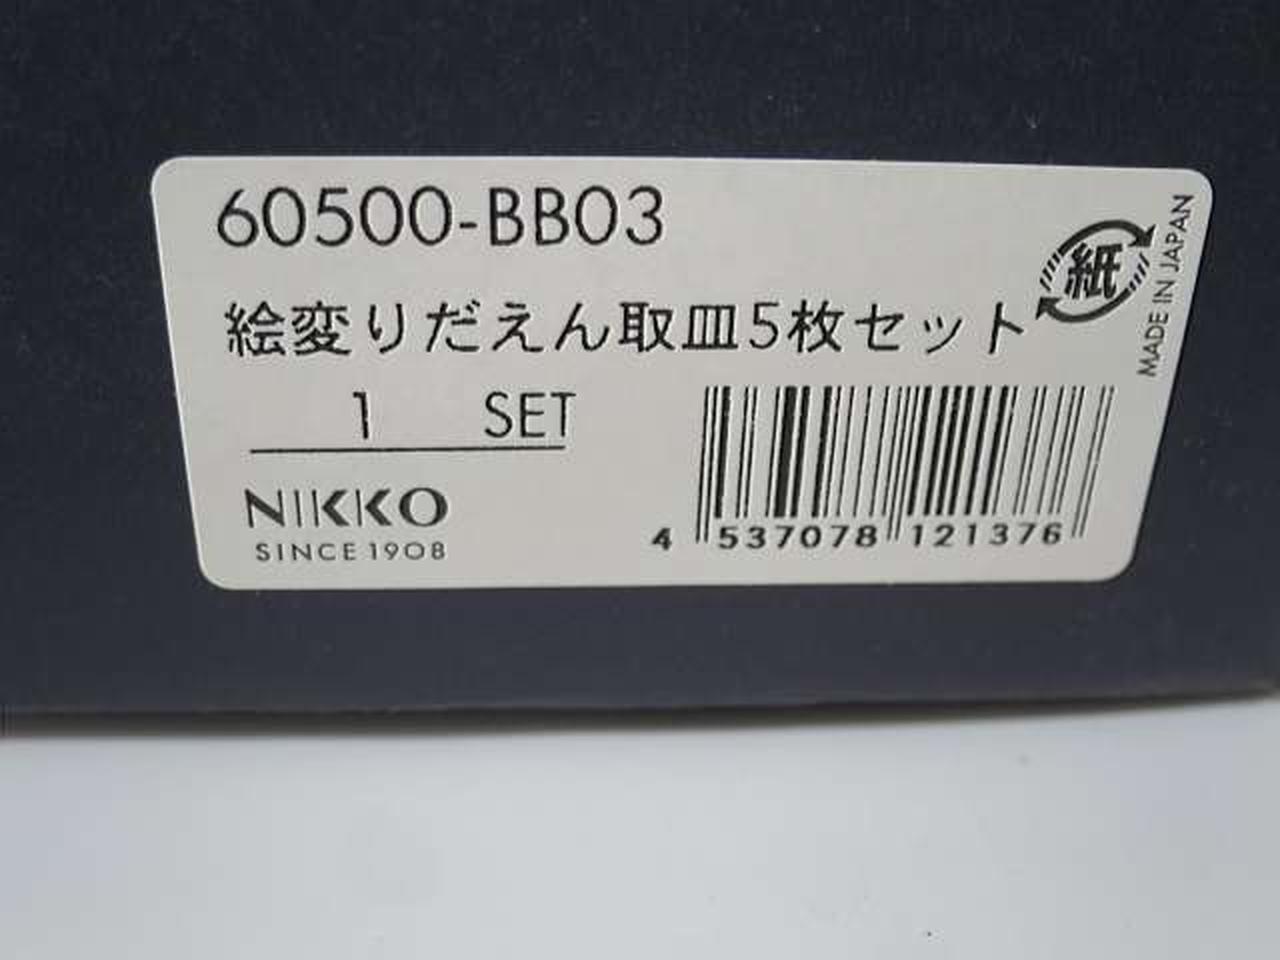 60500-BB03
絵変りだえん取皿5枚セット
紙
MADE IN JAPAN
1 SET
NIKKO
SINCE 1908
4 537078 121376